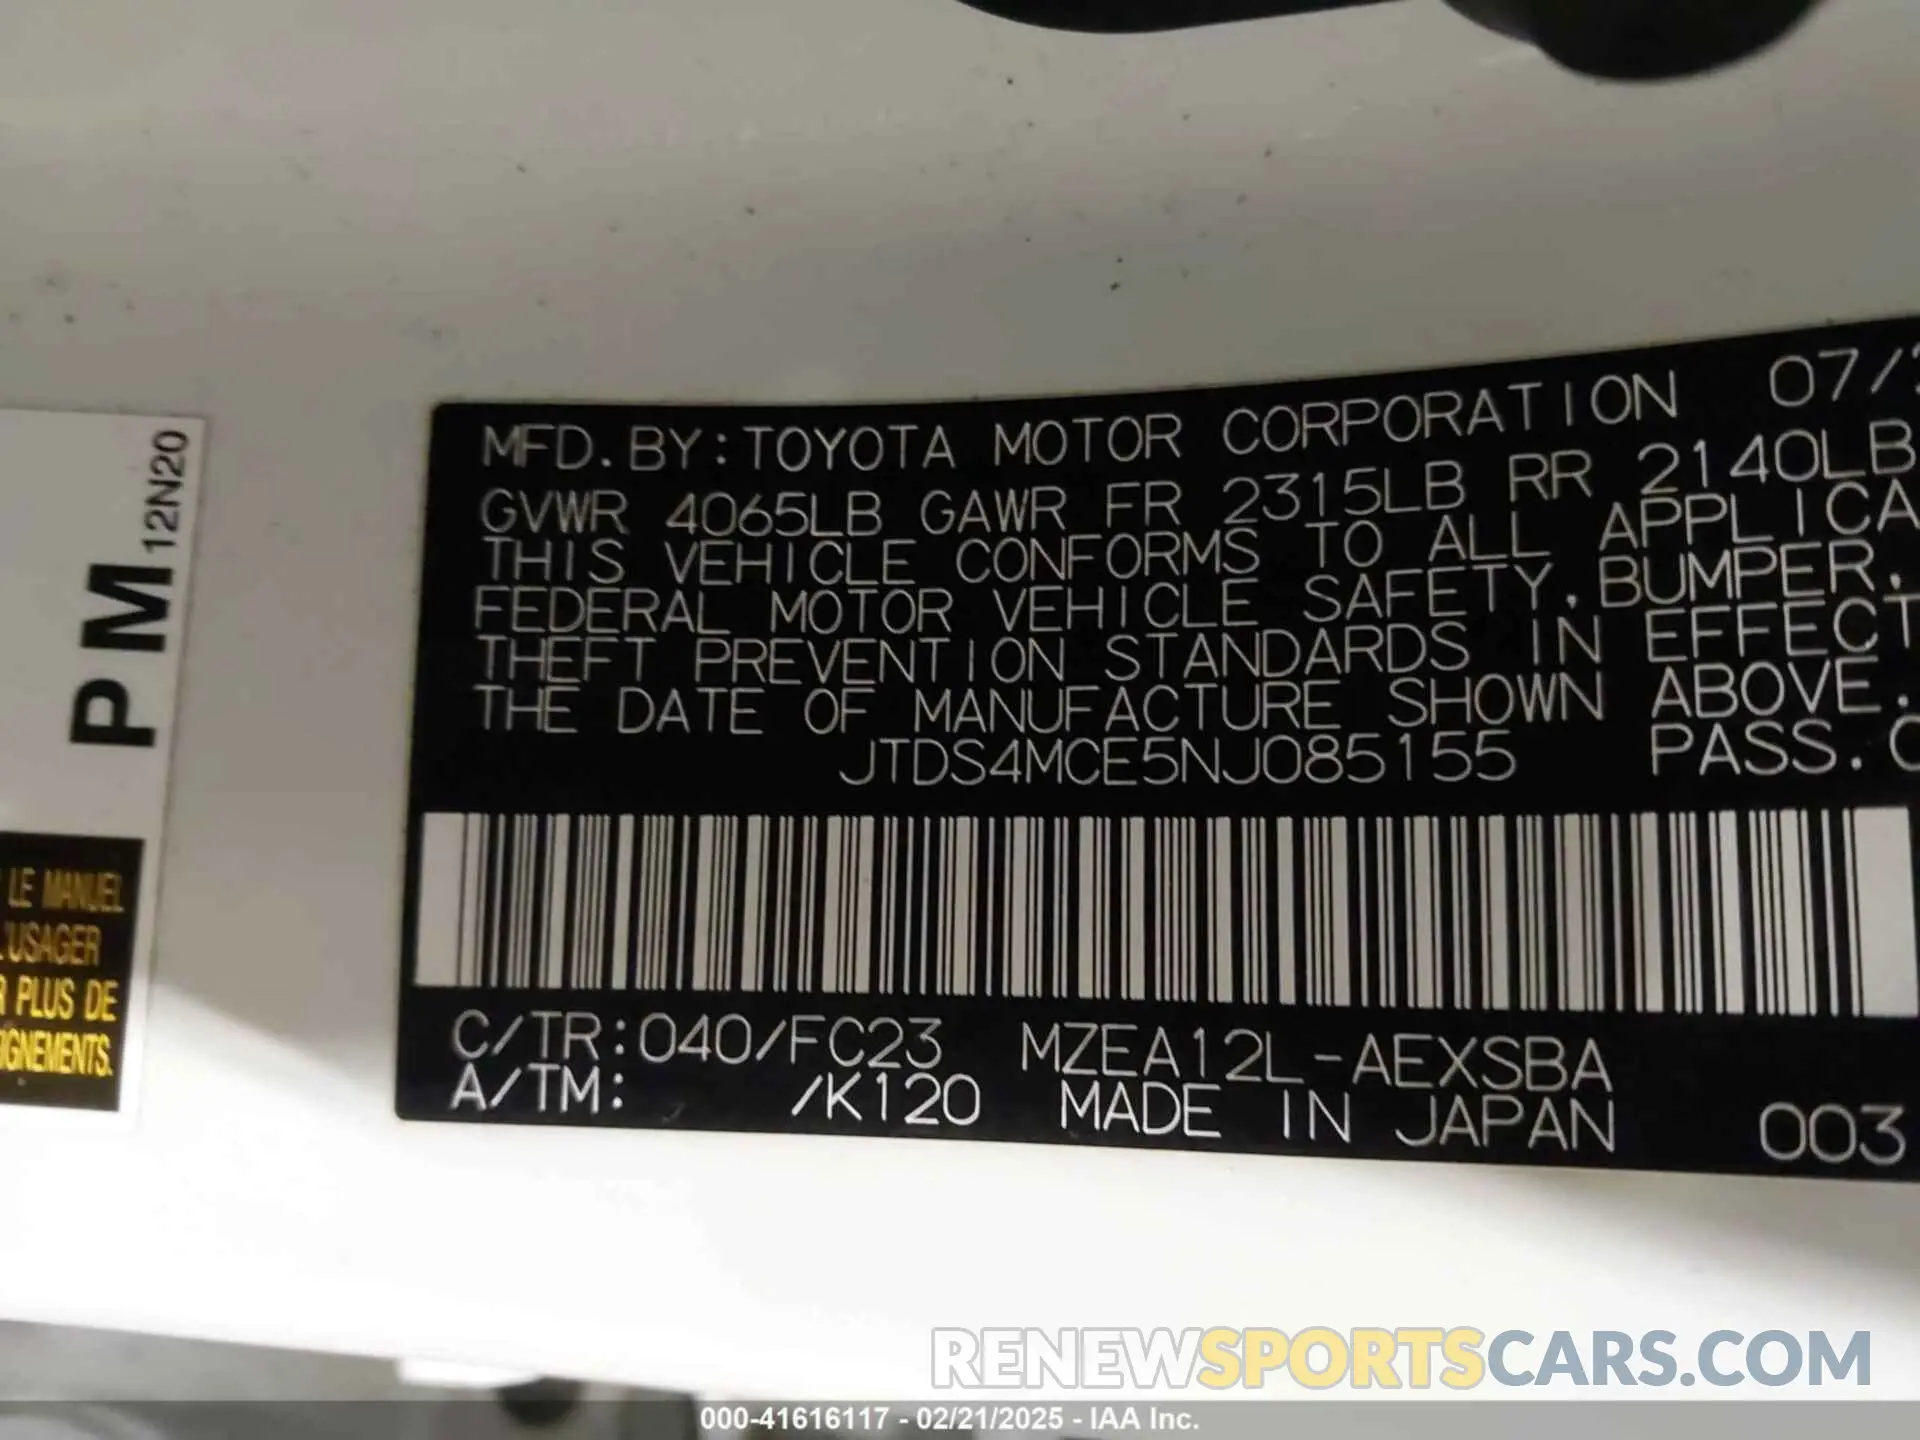 MFD.BY:TOYOTA MOTOR CORPORATION 07/
GVWR 4065LB GAWR FR 2315LB RR 2140LB
THIS VEHICLE CONFORMS TO ALL APPLICA
FEDERAL MOTOR VEHICLE SAFETY,BUMPER,
THEFT PREVENTION STANDARDS IN EFFECT
THE DATE OF MANUFACTURE SHOWN ABOVE.
JTDS4MCE5NJ085155 PASS.C
C/TR:040/FC23 MZEA12L-AEXSBA
A/TM: /K120 MADE IN JAPAN 003
PM 12N20
LE MANUEL
L'USAGER
R PLUS DE
IGNEMENTS.
RENEWSPORTSCARS.COM
000-41616117 - 02/21/2025 - IAA Inc.